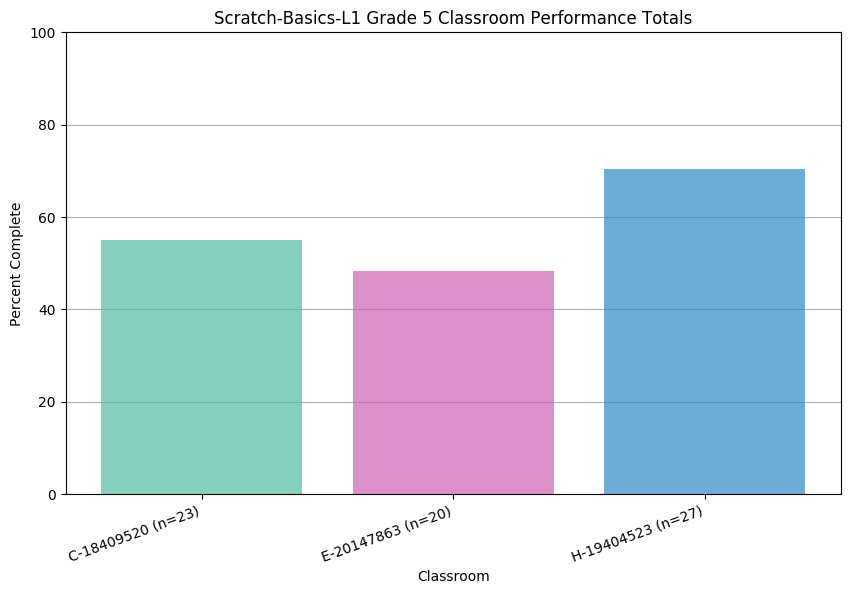 Scratch-Basics-L1 Grade 5 Classroom Performance Totals
100
80
60
40
20
0
Percent Complete
C-18409520 (n=23)
E-20147863 (n=20)
H-19404523 (n=27)
Classroom